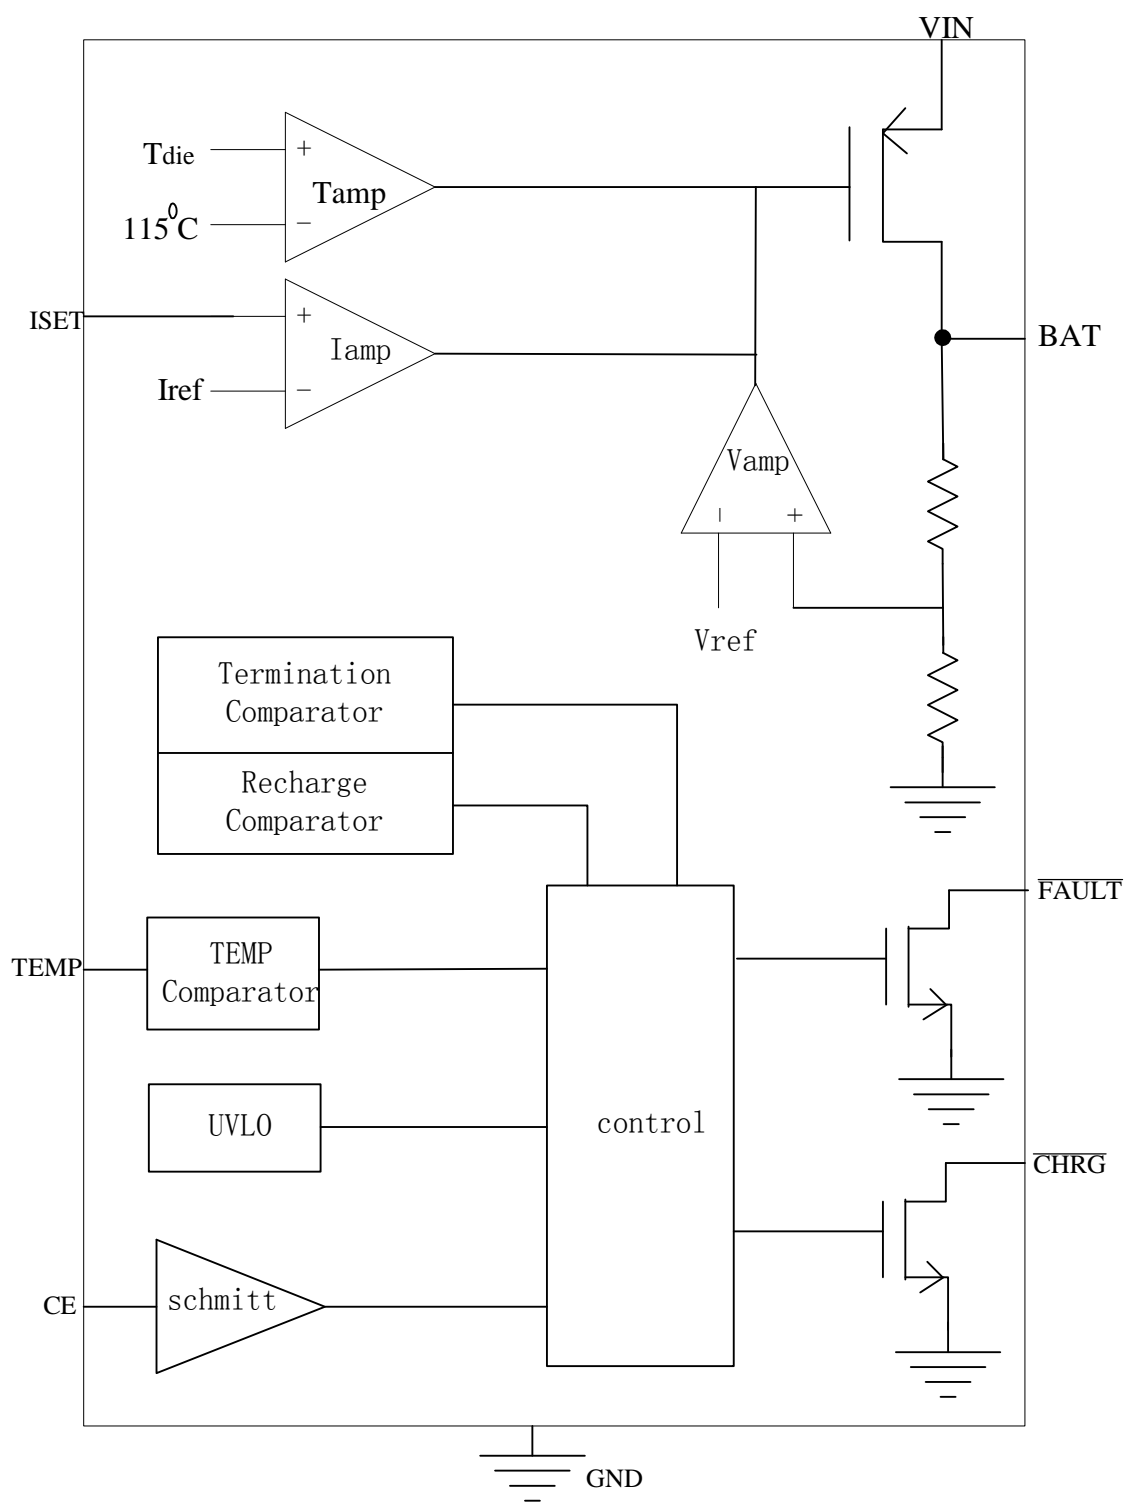 VIN
Tdie
+
Tamp
115⁰C
−
ISET
+
Iamp
BAT
Iref
−
Vamp
− +
Vref
Termination
Comparator
Recharge
Comparator
FAULT
TEMP
TEMP
Comparator
UVLO
control
CHRG
CE
schmitt
GND